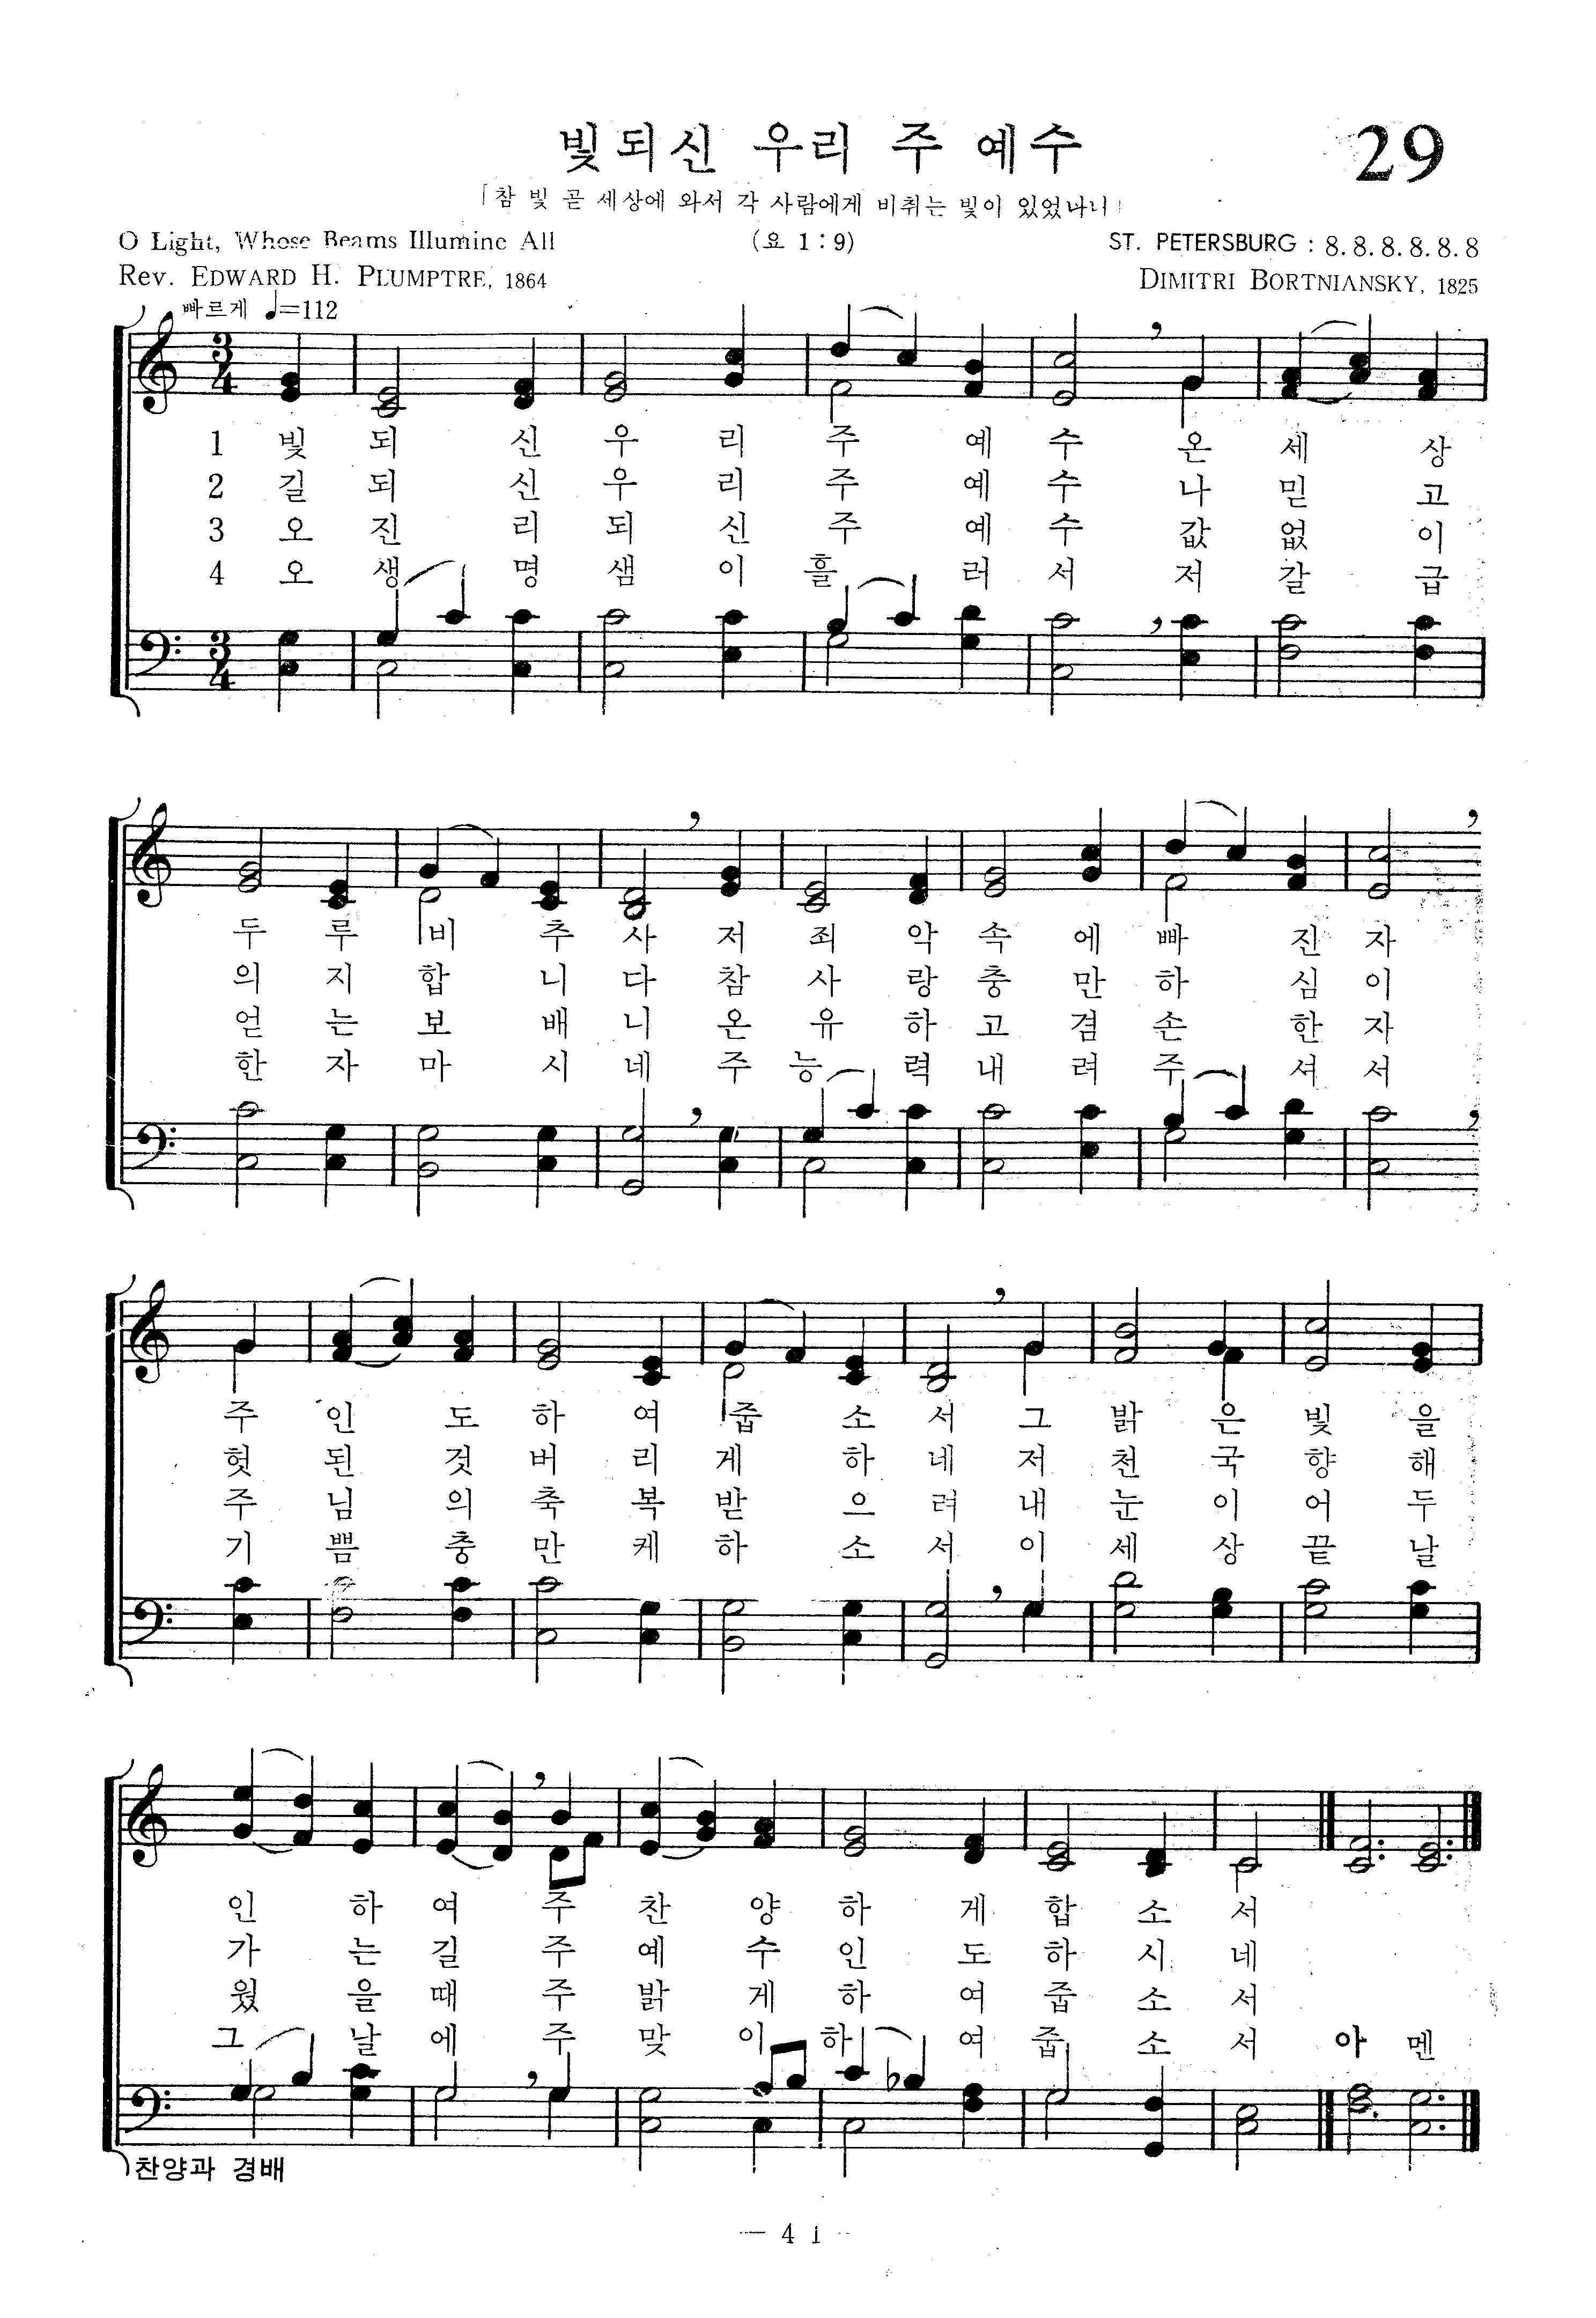 빛되신 우리 주 예수
29
「참 빛 곧 세상에 와서 각 사람에게 비취는 빛이 있었나니」
O Light, Whose Beams Illumine All
(요 1 : 9)
ST. PETERSBURG : 8. 8. 8. 8. 8. 8
Rev. EDWARD H. PLUMPTRE, 1864
DIMITRI BORTNIANSKY, 1825
빠르게 ♩=112
3/4
1 빛 되 신 우 리 주 예 수 온 세 상
2 길 되 신 우 리 주 예 수 나 믿 고
3 오 진 리 되 신 주 예 수 값 없 이
4 오 생 명 샘 이 흘 러 서 저 갈 급
3/4
두 루 비 추 사 저 죄 악 속 에 빠 진 자
의 지 합 니 다 참 사 랑 충 만 하 심 이
얻 는 보 배 니 온 유 하 고 겸 손 한 자
한 자 마 시 네 주 능 력 내 려 주 셔 서
주 인 도 하 여 줍 소 서 그 밝 은 빛 을
헛 된 것 버 리 게 하 네 저 천 국 향 해
주 님 의 축 복 받 으 려 내 눈 이 어 두
기 쁨 충 만 케 하 소 서 이 세 상 끝 날
인 하 여 주 찬 양 하 게 합 소 서
가 는 길 주 예 수 인 도 하 시 네
웠 을 때 주 밝 게 하 여 줍 소 서
그 날 에 주 맞 이 하 여 줍 소 서 아 멘
찬양과 경배
— 4 1 —